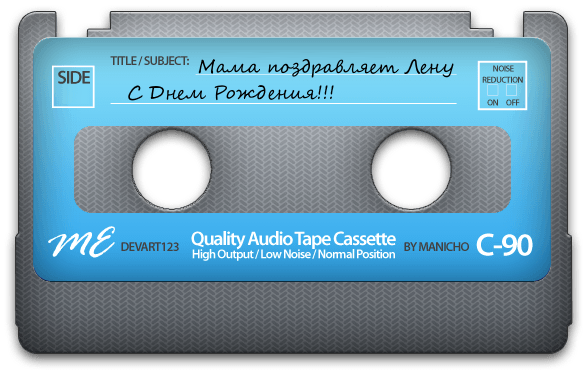 SIDE
TITLE / SUBJECT: Мама поздравляет Лену
С Днем Рождения!!!
NOISE
REDUCTION
ON OFF
ME DEVART123 Quality Audio Tape Cassette BY MANICHO C-90
High Output / Low Noise / Normal Position